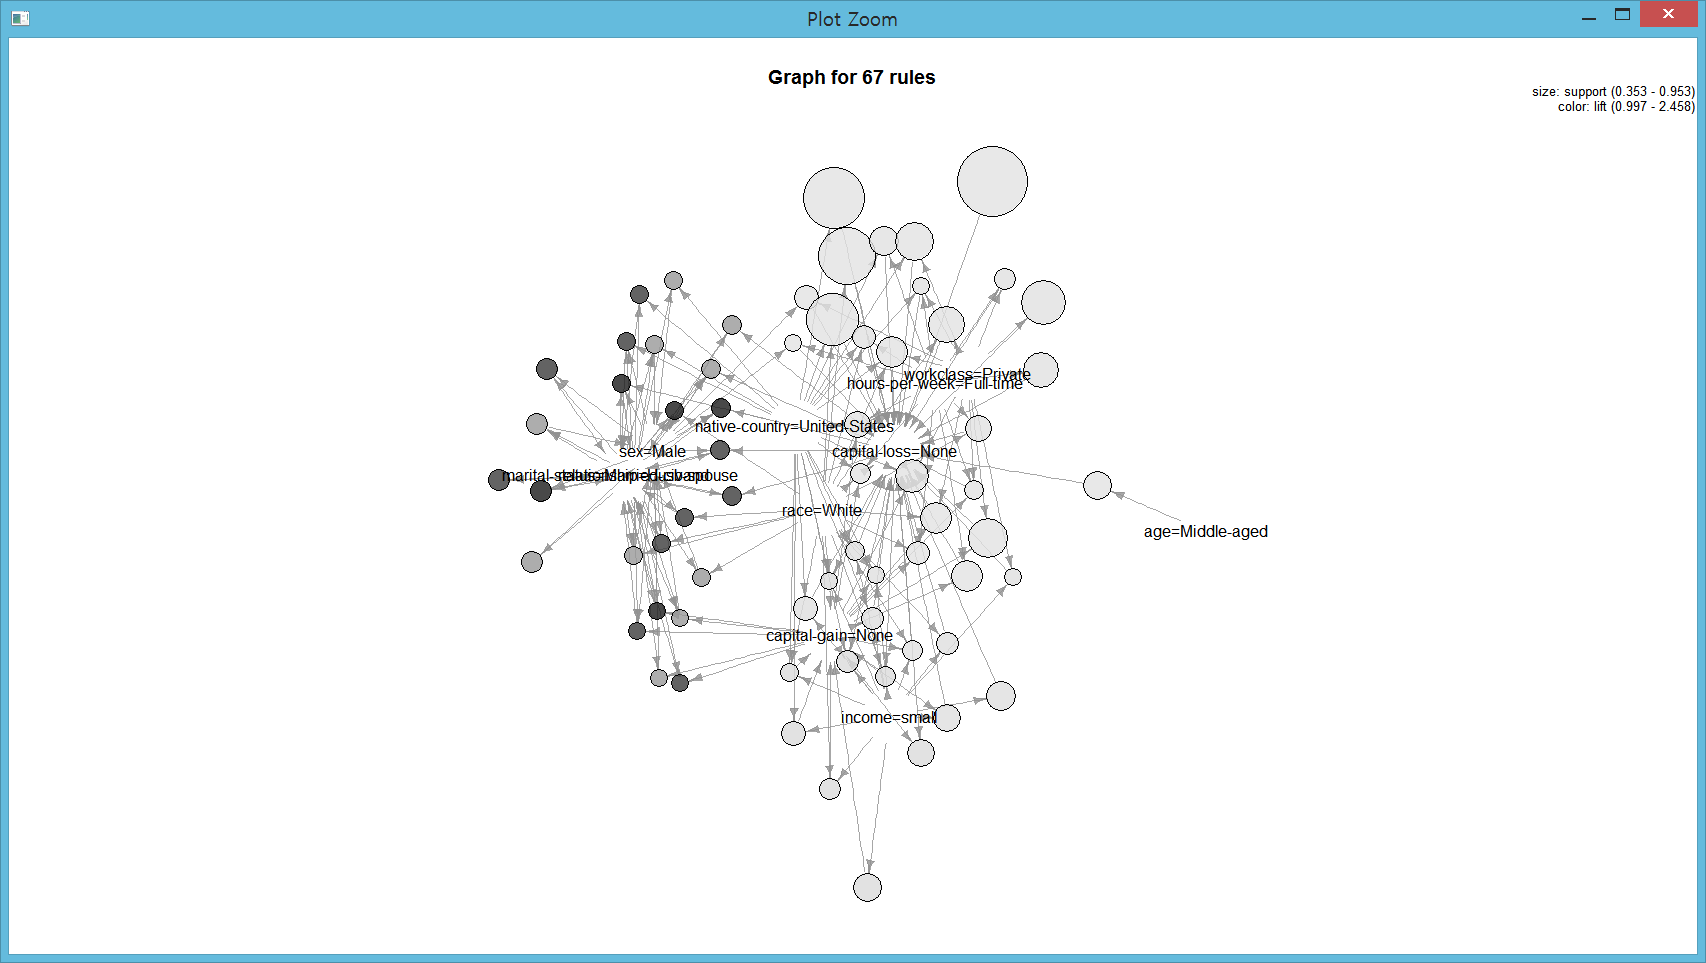 Plot Zoom
Graph for 67 rules
size: support (0.353 - 0.953)
color: lift (0.997 - 2.458)
workclass=Private
hours-per-week=Full-time
native-country=United-States
sex=Male
capital-loss=None
race=White
age=Middle-aged
capital-gain=None
income=small